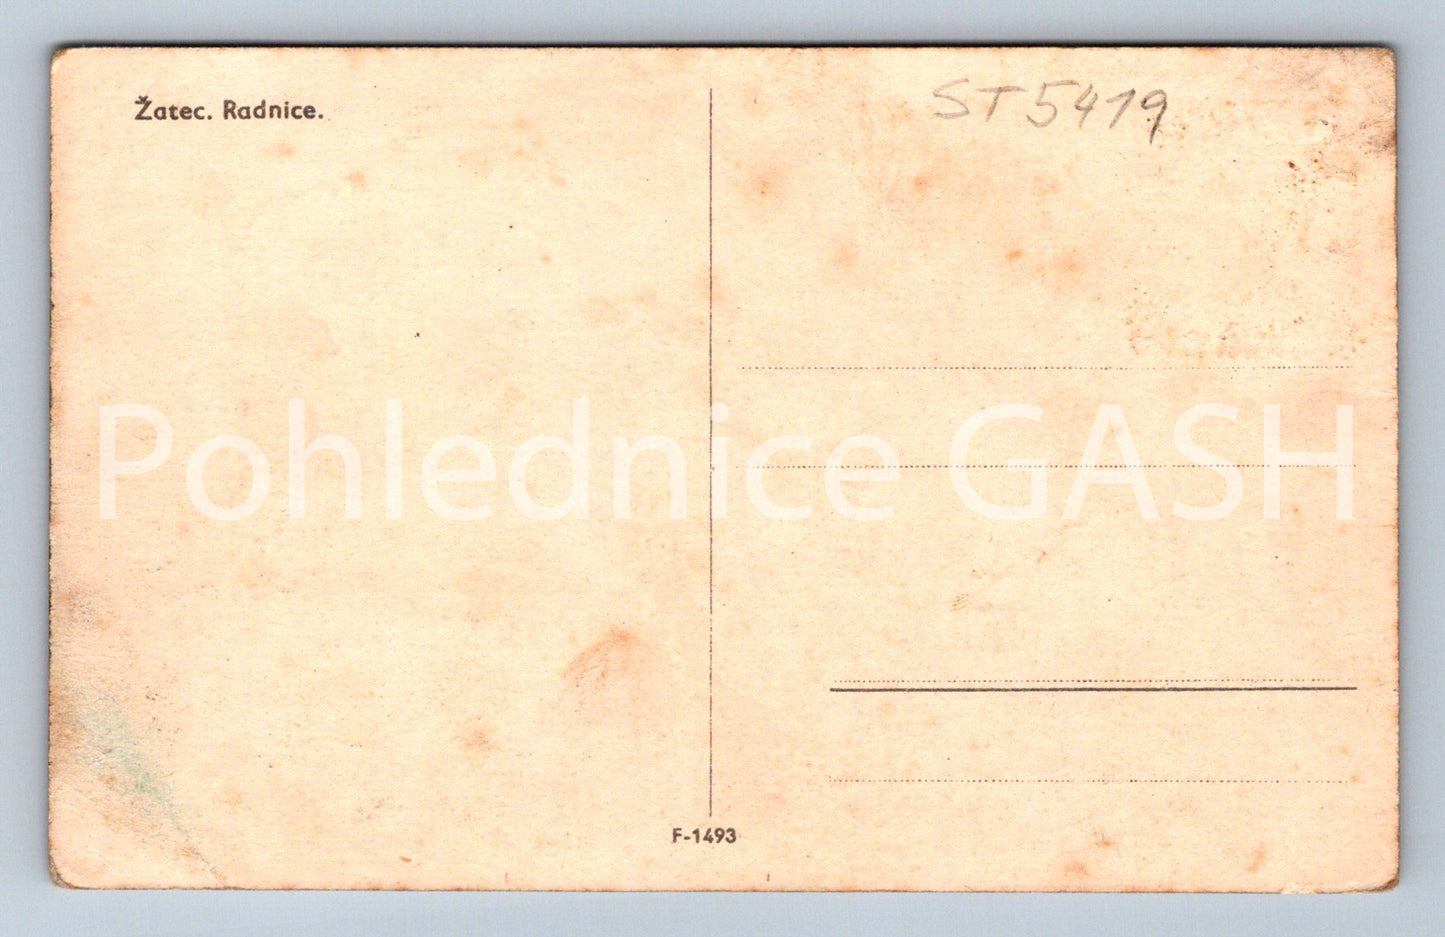 Žatec. Radnice.
ST5419
Pohlednice GASH
F-1493